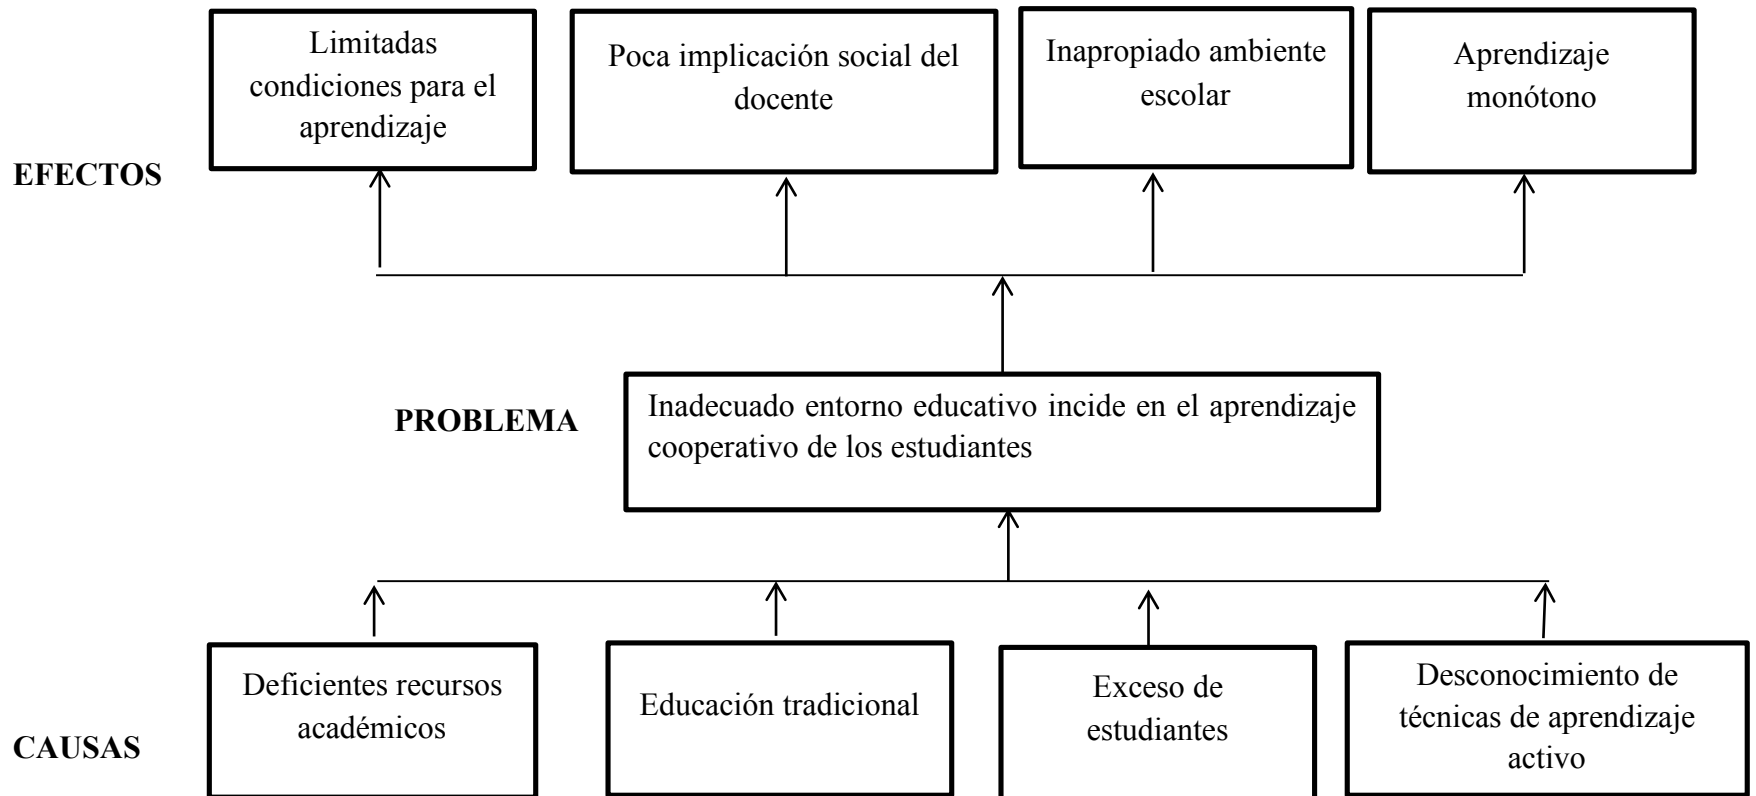 Limitadas
condiciones para el
aprendizaje
Poca implicación social del
docente
Inapropiado ambiente
escolar
Aprendizaje
monótono
EFECTOS
PROBLEMA
Inadecuado entorno educativo incide en el aprendizaje
cooperativo de los estudiantes
Deficientes recursos
académicos
Educación tradicional
Exceso de
estudiantes
Desconocimiento de
técnicas de aprendizaje
activo
CAUSAS